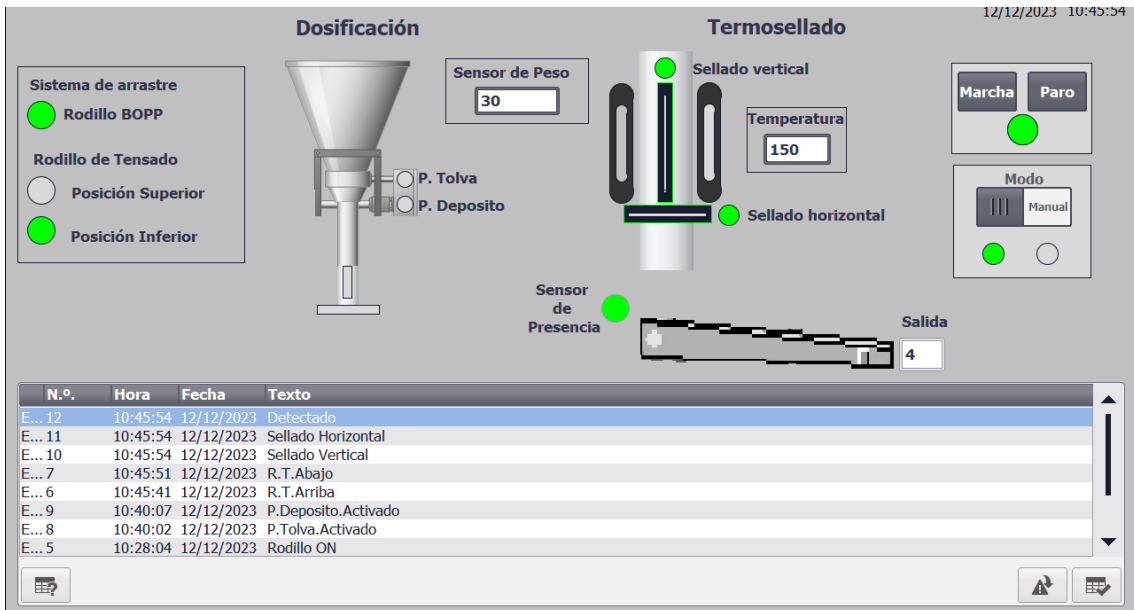 12/12/2023 10:45:54
Dosificación
Termosellado
Sistema de arrastre
Rodillo BOPP
Rodillo de Tensado
Posición Superior
Posición Inferior
Sensor de Peso
30
P. Tolva
P. Deposito
Sellado vertical
Temperatura
150
Sellado horizontal
Marcha Paro
Modo
Manual
Sensor
de
Presencia
Salida
4
N.º. Hora Fecha Texto
E... 12 10:45:54 12/12/2023 Detectado
E... 11 10:45:54 12/12/2023 Sellado Horizontal
E... 10 10:45:54 12/12/2023 Sellado Vertical
E... 7 10:45:51 12/12/2023 R.T.Abajo
E... 6 10:45:41 12/12/2023 R.T.Arriba
E... 9 10:40:07 12/12/2023 P.Deposito.Activado
E... 8 10:40:02 12/12/2023 P.Tolva.Activado
E... 5 10:28:04 12/12/2023 Rodillo ON